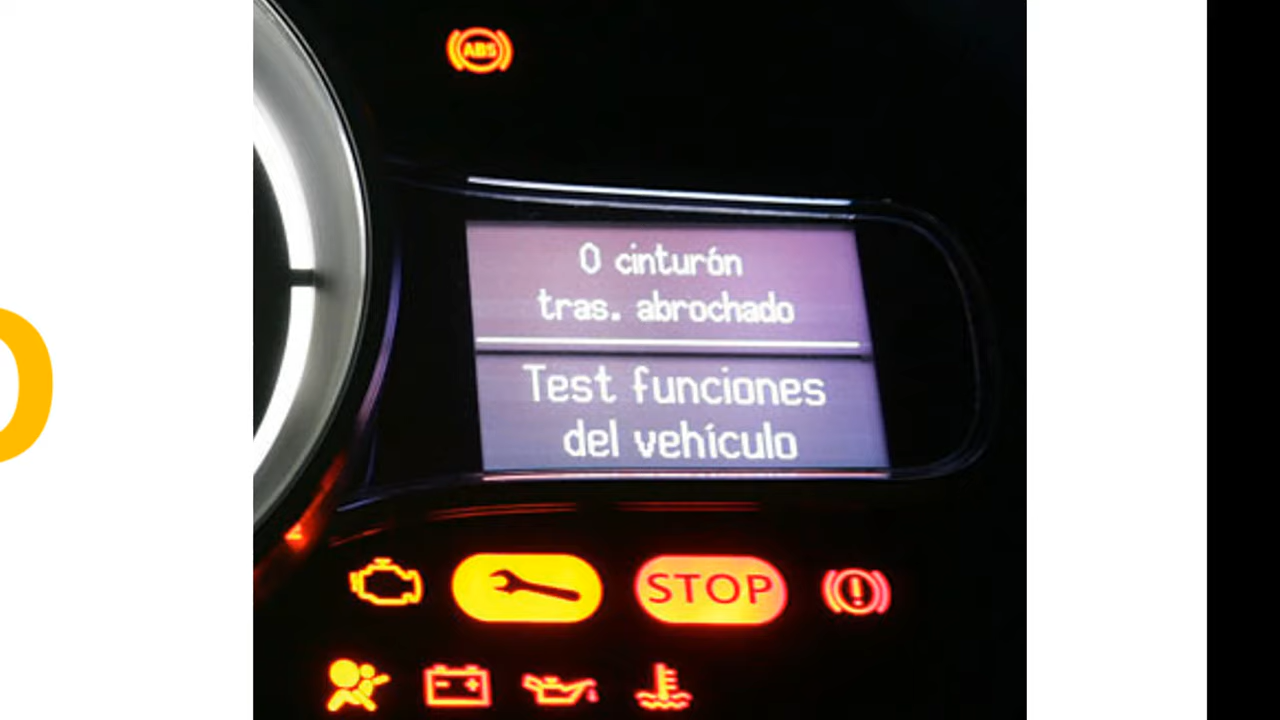 ABS
0 cinturón
tras. abrochado
Test funciones
del vehículo
STOP